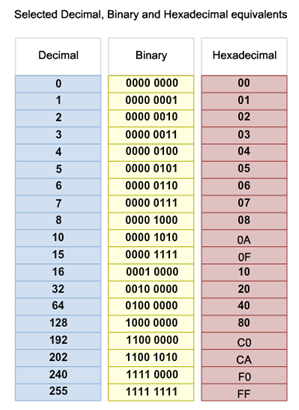 Selected Decimal, Binary and Hexadecimal equivalents
Decimal Binary Hexadecimal
0 0000 0000 00
1 0000 0001 01
2 0000 0010 02
3 0000 0011 03
4 0000 0100 04
5 0000 0101 05
6 0000 0110 06
7 0000 0111 07
8 0000 1000 08
10 0000 1010 0A
15 0000 1111 0F
16 0001 0000 10
32 0010 0000 20
64 0100 0000 40
128 1000 0000 80
192 1100 0000 C0
202 1100 1010 CA
240 1111 0000 F0
255 1111 1111 FF